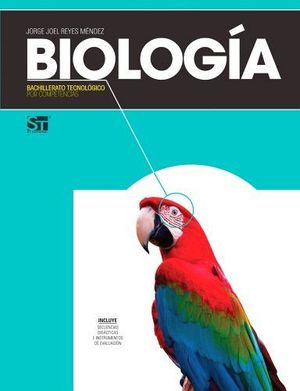 JORGE JOEL REYES MÉNDEZ
BIOLOGÍA
BACHILLERATO TECNOLÓGICO
POR COMPETENCIAS
ST
INCLUYE
SECUENCIAS
DIDÁCTICAS
E INSTRUMENTOS
DE EVALUACIÓN